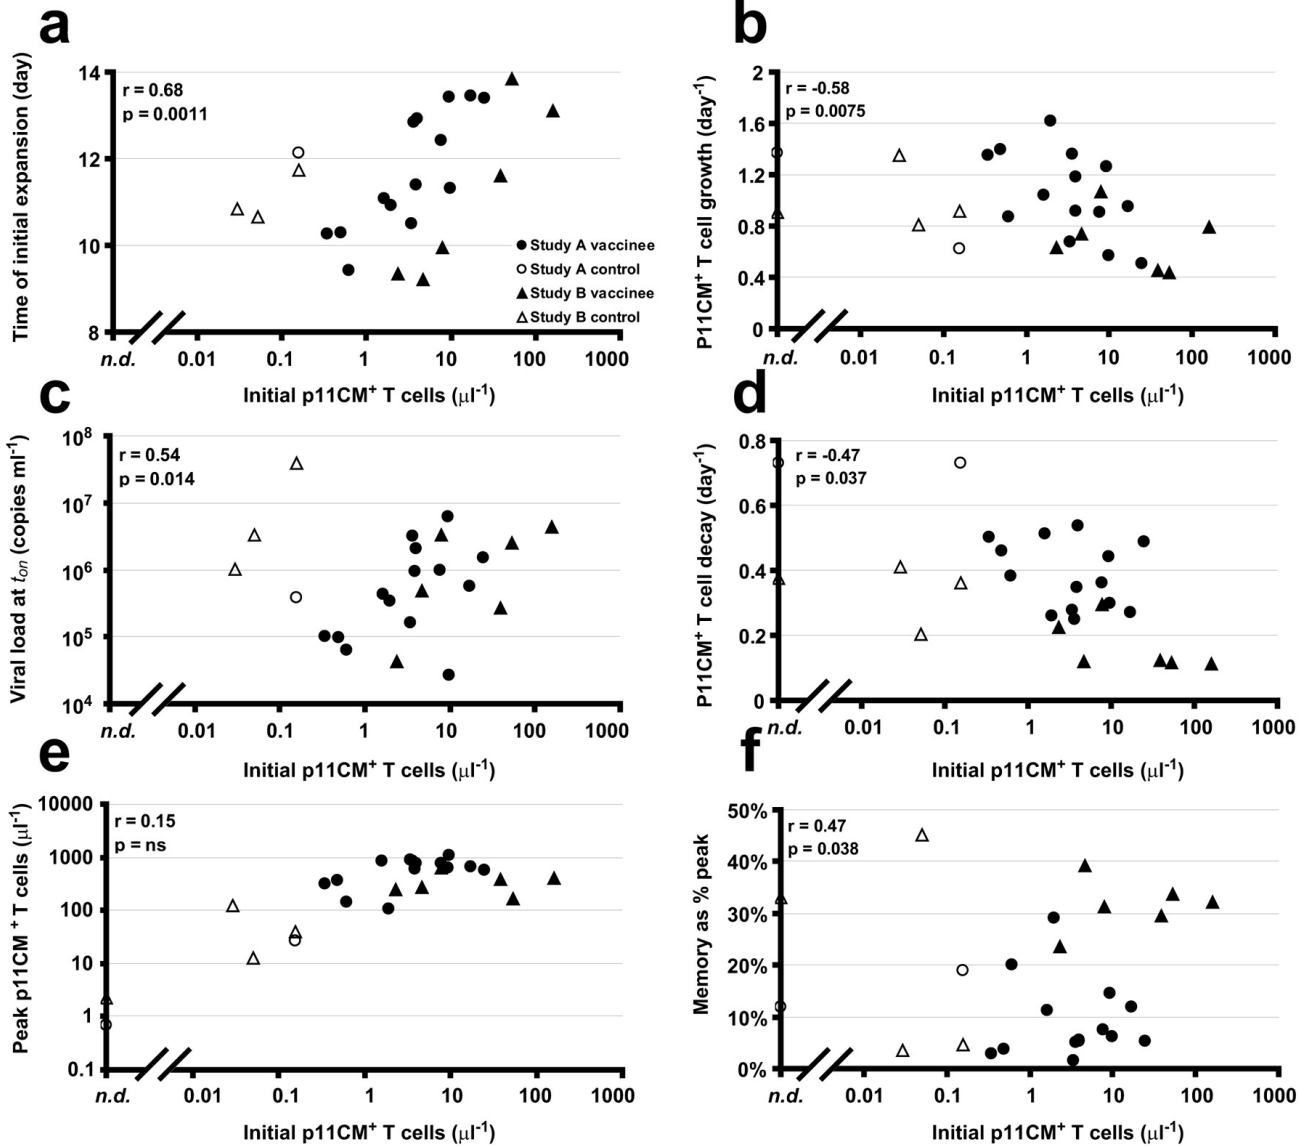 a
Time of initial expansion (day)
r = 0.68
p = 0.0011
14
12
10
8
Study A vaccinee
Study A control
Study B vaccinee
Study B control
n.d. 0.01 0.1 1 10 100 1000
Initial p11CM⁺ T cells (μl⁻¹)
b
P11CM⁺ T cell growth (day⁻¹)
r = -0.58
p = 0.0075
2
1.6
1.2
0.8
0.4
0
n.d. 0.01 0.1 1 10 100 1000
Initial p11CM⁺ T cells (μl⁻¹)
c
Viral load at t_on (copies ml⁻¹)
r = 0.54
p = 0.014
10⁸
10⁷
10⁶
10⁵
10⁴
n.d. 0.01 0.1 1 10 100 1000
Initial p11CM⁺ T cells (μl⁻¹)
d
P11CM⁺ T cell decay (day⁻¹)
r = -0.47
p = 0.037
0.8
0.6
0.4
0.2
0
n.d. 0.01 0.1 1 10 100 1000
Initial p11CM⁺ T cells (μl⁻¹)
e
Peak p11CM⁺ T cells (μl⁻¹)
r = 0.15
p = ns
10000
1000
100
10
1
0.1
n.d. 0.01 0.1 1 10 100 1000
Initial p11CM⁺ T cells (μl⁻¹)
f
Memory as % peak
r = 0.47
p = 0.038
50%
40%
30%
20%
10%
0%
n.d. 0.01 0.1 1 10 100 1000
Initial p11CM⁺ T cells (μl⁻¹)